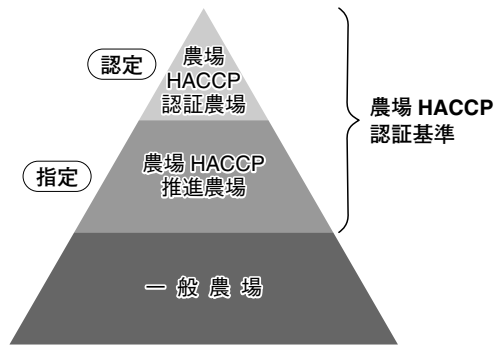 認定
農場
HACCP
認証農場
農場 HACCP
認証基準
指定
農場 HACCP
推進農場
一 般 農 場